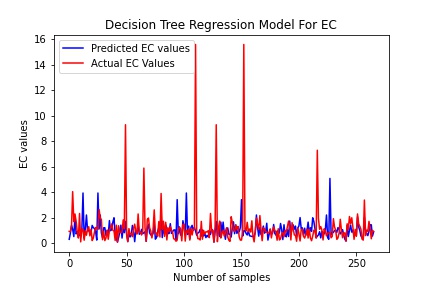 Decision Tree Regression Model For EC
Predicted EC values
Actual EC Values
EC values
16
14
12
10
8
6
4
2
0
0 50 100 150 200 250
Number of samples